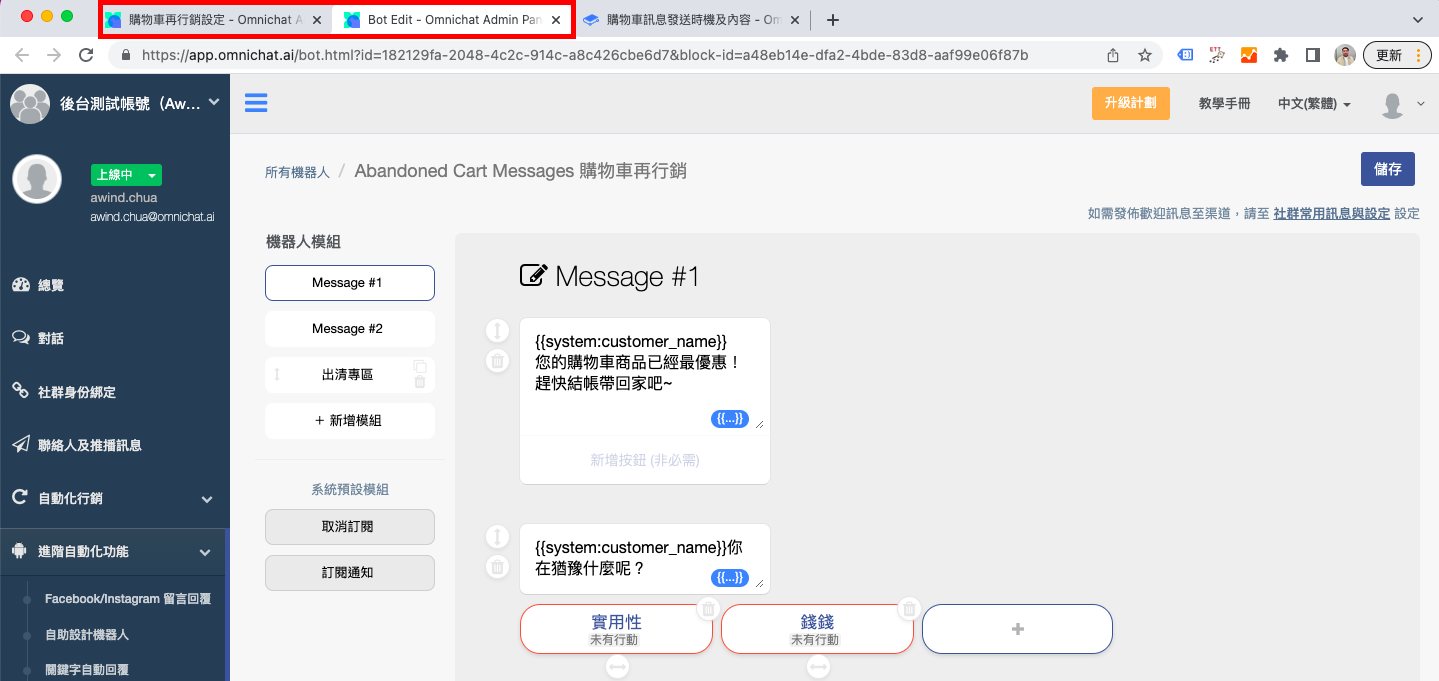 購物車再行銷設定 - Omnichat A
Bot Edit - Omnichat Admin Pan
購物車訊息發送時機及內容 - Om
https://app.omnichat.ai/bot.html?id=182129fa-2048-4c2c-914c-a8c426cbe6d7&block-id=a48eb14e-dfa2-4bde-83d8-aaf99e06f87b
更新
後台測試帳號（Aw...
升級計劃
教學手冊
中文(繁體)
上線中
awind.chua
awind.chua@omnichat.ai
總覽
對話
社群身份綁定
聯絡人及推播訊息
自動化行銷
進階自動化功能
Facebook/Instagram 留言回覆
自助設計機器人
關鍵字自動回覆
所有機器人 / Abandoned Cart Messages 購物車再行銷
儲存
如需發佈歡迎訊息至渠道，請至 社群常用訊息與設定 設定
機器人模組
Message #1
Message #2
出清專區
+ 新增模組
系統預設模組
取消訂閱
訂閱通知
Message #1
{{system:customer_name}}
您的購物車商品已經最優惠！
趕快結帳帶回家吧~
{{...}}
新增按鈕 (非必需)
{{system:customer_name}}你
在猶豫什麼呢？
{{...}}
實用性
未有行動
錢錢
未有行動
+